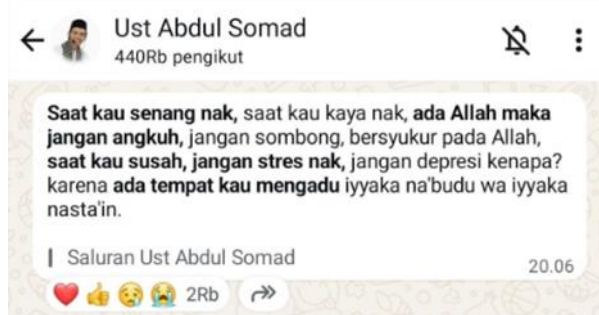 Ust Abdul Somad
440Rb pengikut
Saat kau senang nak, saat kau kaya nak, ada Allah maka
jangan angkuh, jangan sombong, bersyukur pada Allah,
saat kau susah, jangan stres nak, jangan depresi kenapa?
karena ada tempat kau mengadu iyyaka na'budu wa iyyaka
nasta'in.
Saluran Ust Abdul Somad
20.06
2Rb